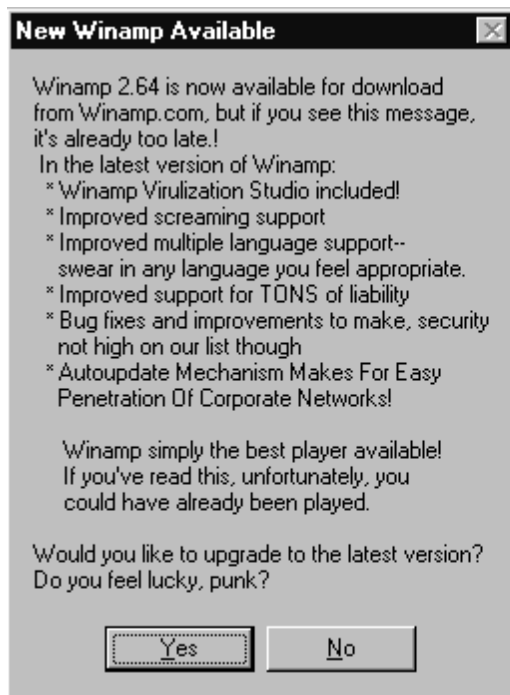 New Winamp Available
Winamp 2.64 is now available for download
from Winamp.com, but if you see this message,
it's already too late.!
In the latest version of Winamp:
* Winamp Virulization Studio included!
* Improved screaming support
* Improved multiple language support--
swear in any language you feel appropriate.
* Improved support for TONS of liability
* Bug fixes and improvements to make, security
not high on our list though
* Autoupdate Mechanism Makes For Easy
Penetration Of Corporate Networks!
Winamp simply the best player available!
If you've read this, unfortunately, you
could have already been played.
Would you like to upgrade to the latest version?
Do you feel lucky, punk?
Yes No